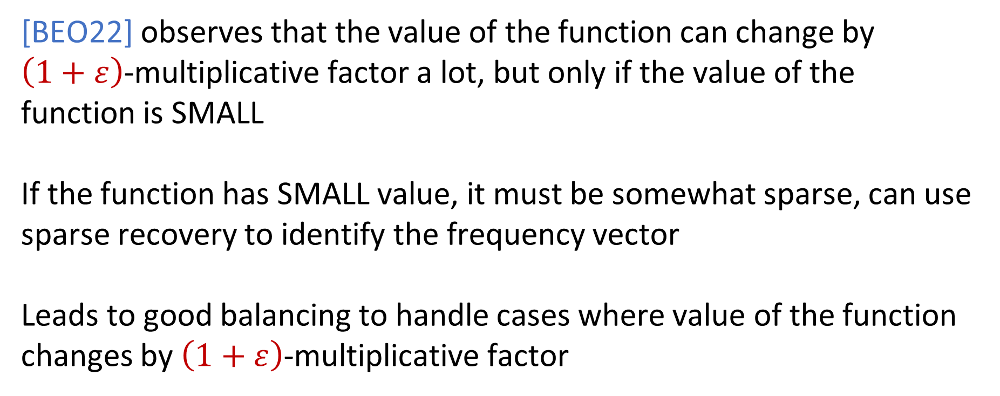 [BEO22] observes that the value of the function can change by
(1 + ε)-multiplicative factor a lot, but only if the value of the
function is SMALL
If the function has SMALL value, it must be somewhat sparse, can use
sparse recovery to identify the frequency vector
Leads to good balancing to handle cases where value of the function
changes by (1 + ε)-multiplicative factor